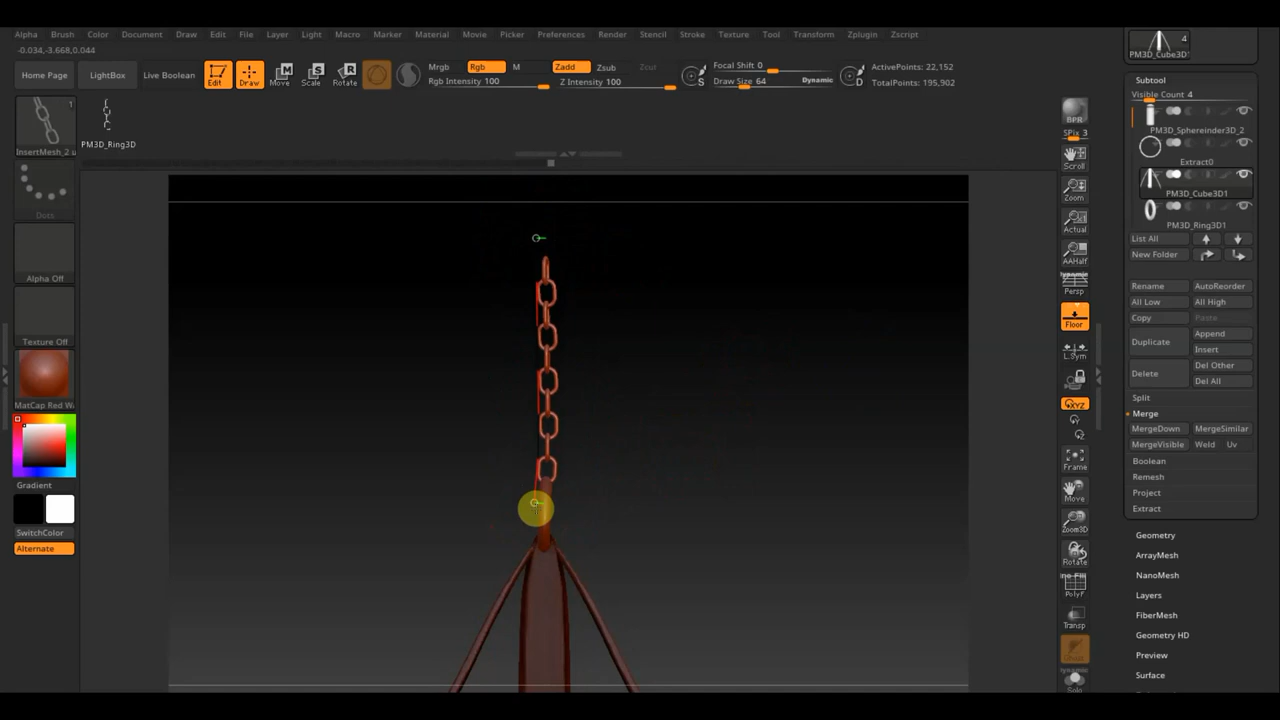 Alpha Brush Color Document Draw Edit File Layer Light Macro Marker Material Movie Picker Preferences Render Stencil Stroke Texture Tool Transform Zplugin Zscript
-0.034,-3.668,0.044
Home Page
LightBox
Live Boolean
Edit
Draw
Move
Scale
Rotate
Mrgb Rgb M
Rgb Intensity 100
Zadd Zsub Cut
Z Intensity 100
S
Focal Shift 0
Draw Size 64 Dynamic
D
ActivePoints: 22,152
TotalPoints: 195,902
1
InsertMesh_2 u
PM3D_Ring3D
Dots
Alpha Off
Texture Off
MatCap Red W
Gradient
SwitchColor
Alternate
BPR
SPix 3
Scroll
Zoom
Actual
AAHalf
Dynamic
Persp
Floor
L.Sym
XYZ
Y
Z
Frame
Move
Zoom3D
Rotate
PolyF
Transp
Dynamic
Solo
4
PM3D_Cube3D1
Subtool
Visible Count 4
PM3D_Sphereinder3D_2
Extract0
PM3D_Cube3D1
PM3D_Ring3D1
List All
New Folder
Rename AutoReorder
All Low All High
Copy Paste
Duplicate Append
Insert
Delete Del Other
Del All
Split
Merge
MergeDown MergeSimilar
MergeVisible Weld Uv
Boolean
Remesh
Project
Extract
Geometry
ArrayMesh
NanoMesh
Layers
FiberMesh
Geometry HD
Preview
Surface